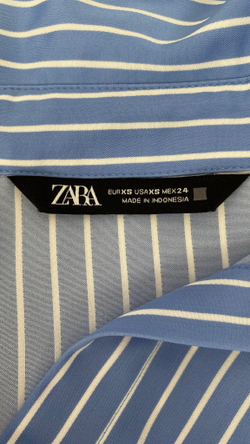 ZARA
EUR XS USA XS MEX 24
MADE IN INDONESIA